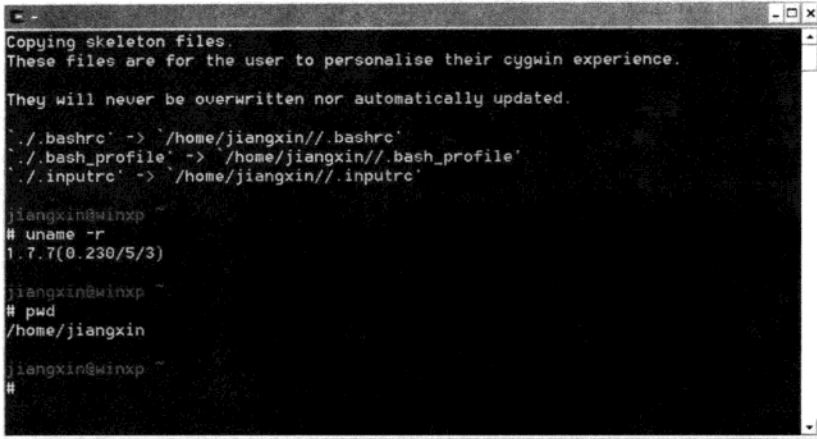 Copying skeleton files.
These files are for the user to personalise their cygwin experience.
They will never be overwritten nor automatically updated.
`./.bashrc' -> `/home/jiangxin//.bashrc'
`./.bash_profile' -> `/home/jiangxin//.bash_profile'
`./.inputrc' -> `/home/jiangxin//.inputrc'
jiangxin@winxp ~
# uname -r
1.7.7(0.230/5/3)
jiangxin@winxp ~
# pwd
/home/jiangxin
jiangxin@winxp ~
#